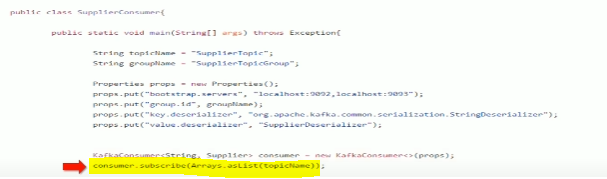 public class SupplierConsumer{
public static void main(String[] args) throws Exception{
String topicName = "SupplierTopic";
String groupName = "SupplierTopicGroup";
Properties props = new Properties();
props.put("bootstrap.servers", "localhost:9092,localhost:9093");
props.put("group.id", groupName);
props.put("key.deserializer", "org.apache.kafka.common.serialization.StringDeserializer");
props.put("value.deserializer", "SupplierDeserializer");
KafkaConsumer<String, Supplier> consumer = new KafkaConsumer<>(props);
consumer.subscribe(Arrays.asList(topicName));